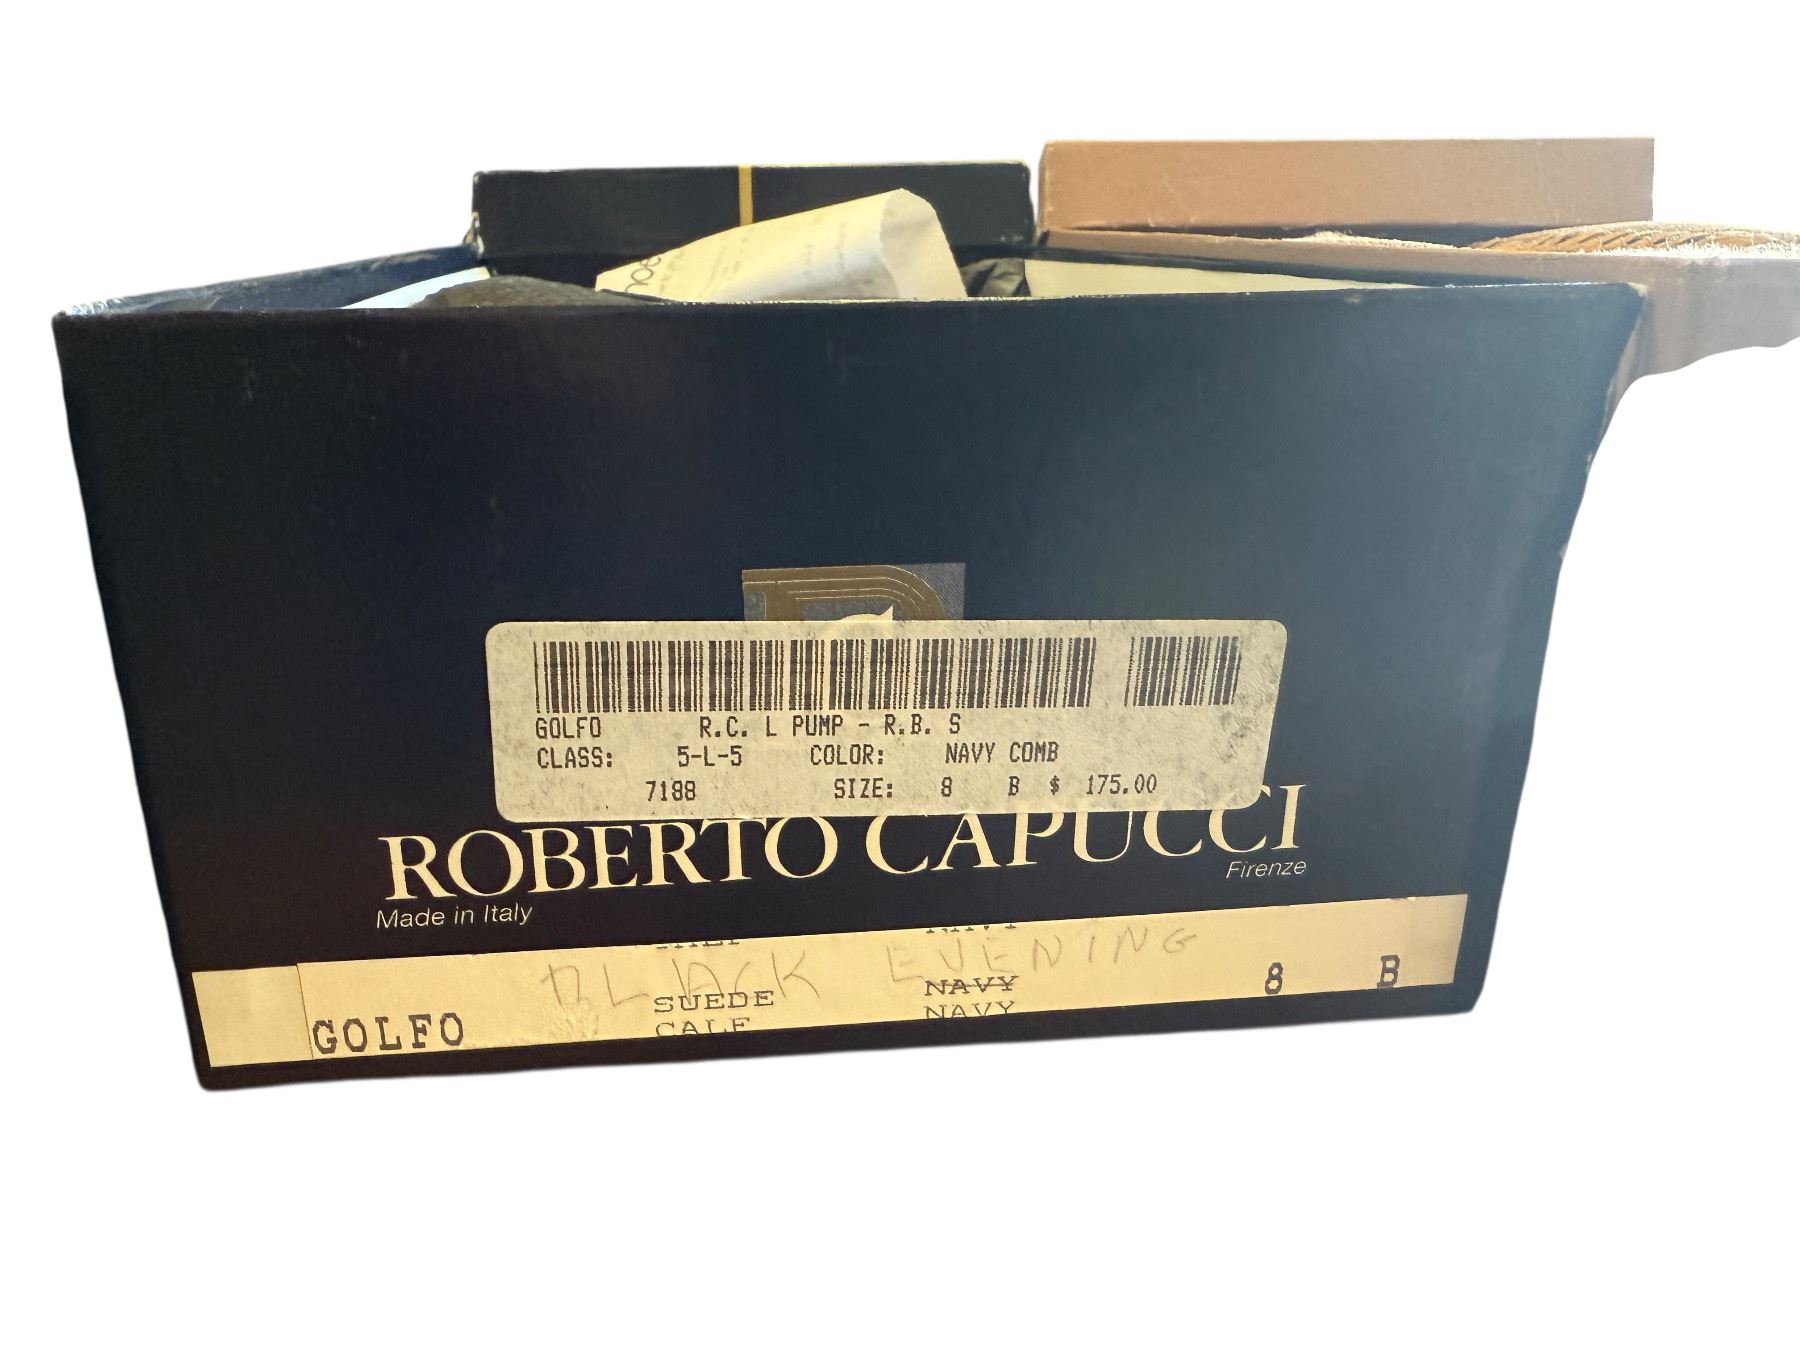 GOLFO R.C. L PUMP - R.B. S
CLASS: 5-L-5 COLOR: NAVY COMB
7188 SIZE: 8 B $ 175.00
ROBERTO CAPUCCI
Firenze
Made in Italy
BLACK EVENING
SUEDE NAVY 8 B
GOLFO CALF NAVY